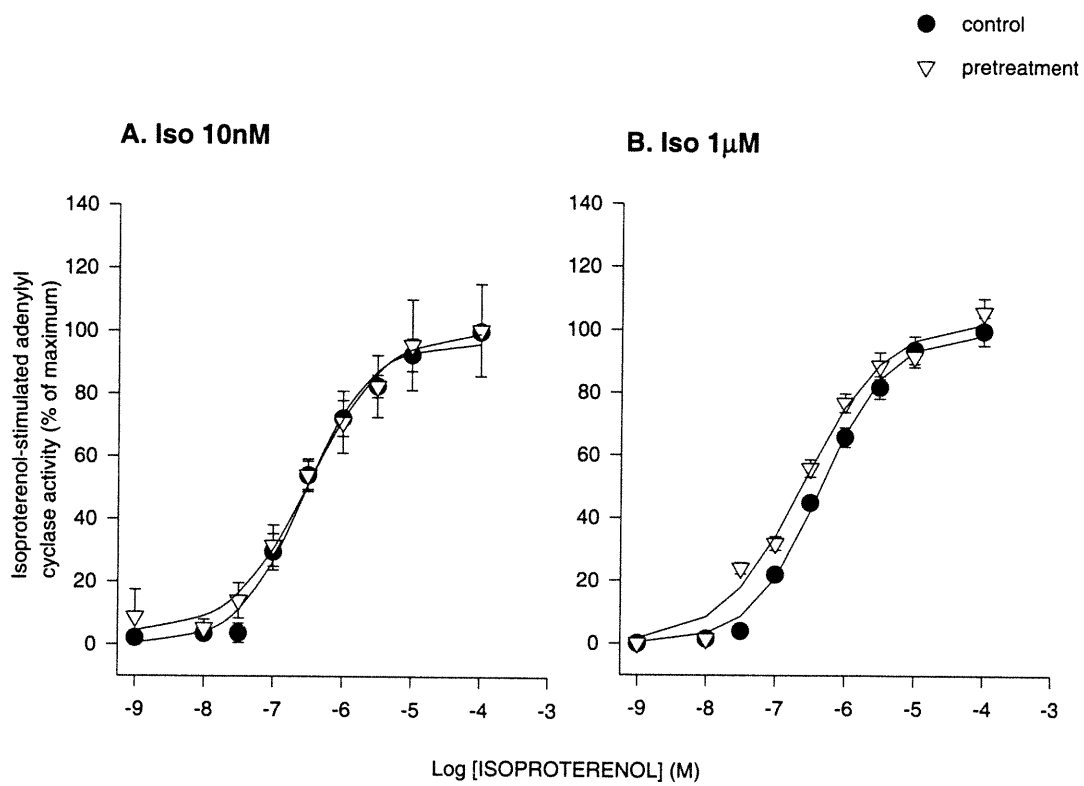 control
pretreatment
A. Iso 10nM
B. Iso 1μM
Isoproterenol-stimulated adenylyl
cyclase activity (% of maximum)
140
120
100
80
60
40
20
0
-9 -8 -7 -6 -5 -4 -3
140
120
100
80
60
40
20
0
-9 -8 -7 -6 -5 -4 -3
Log [ISOPROTERENOL] (M)